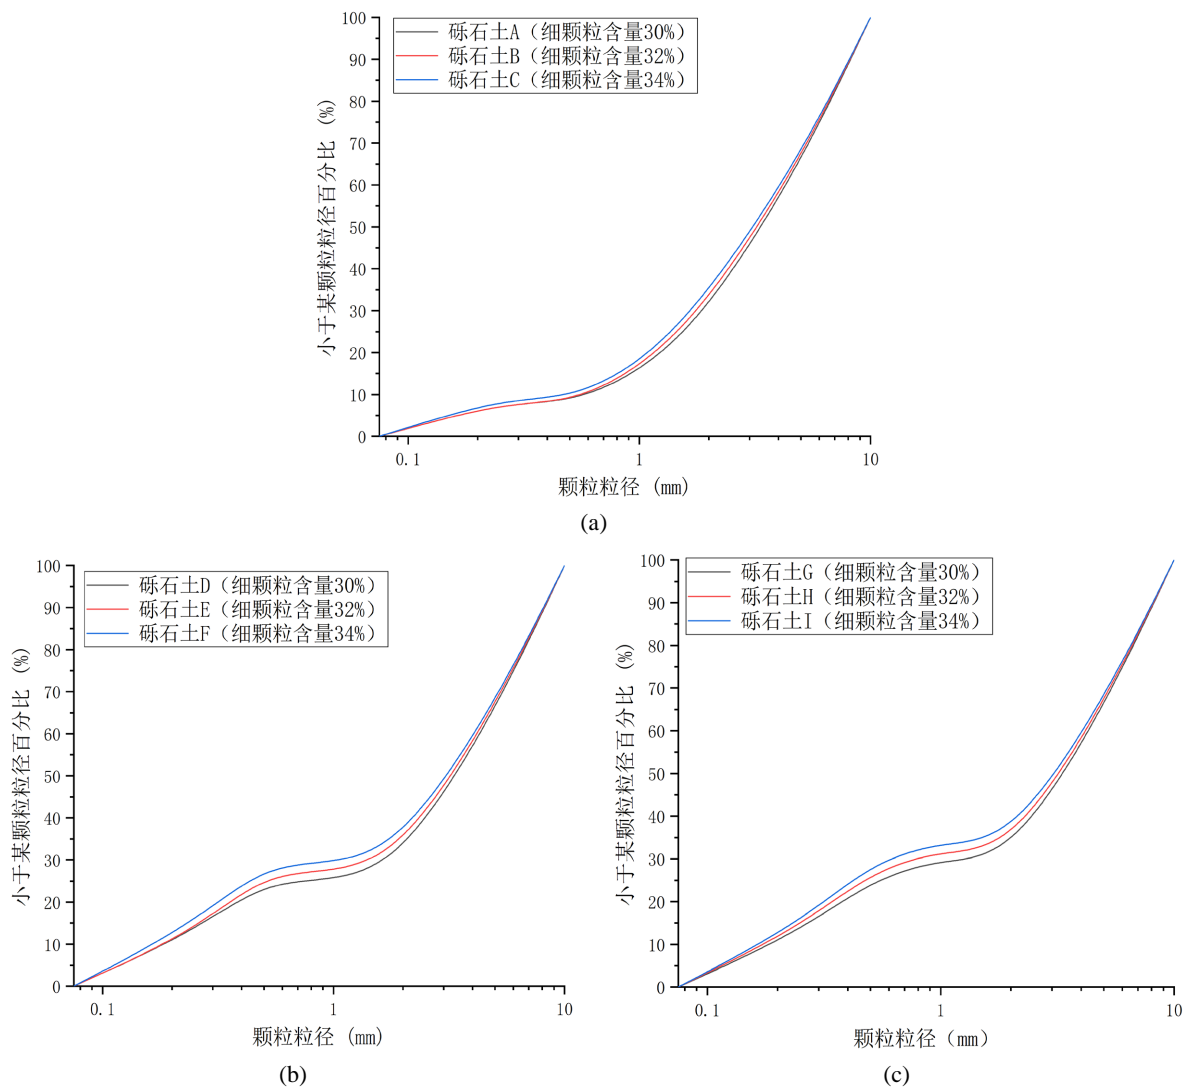 砾石土A（细颗粒含量30%）
砾石土B（细颗粒含量32%）
砾石土C（细颗粒含量34%）
小于某颗粒粒径百分比 (%)
100
90
80
70
60
50
40
30
20
10
0
0.1 1 10
颗粒粒径 (mm)
(a)
砾石土D（细颗粒含量30%）
砾石土E（细颗粒含量32%）
砾石土F（细颗粒含量34%）
小于某颗粒粒径百分比 (%)
100
90
80
70
60
50
40
30
20
10
0
0.1 1 10
颗粒粒径 (mm)
(b)
砾石土G（细颗粒含量30%）
砾石土H（细颗粒含量32%）
砾石土I（细颗粒含量34%）
小于某颗粒粒径百分比 (%)
100
90
80
70
60
50
40
30
20
10
0
0.1 1 10
颗粒粒径（mm）
(c)